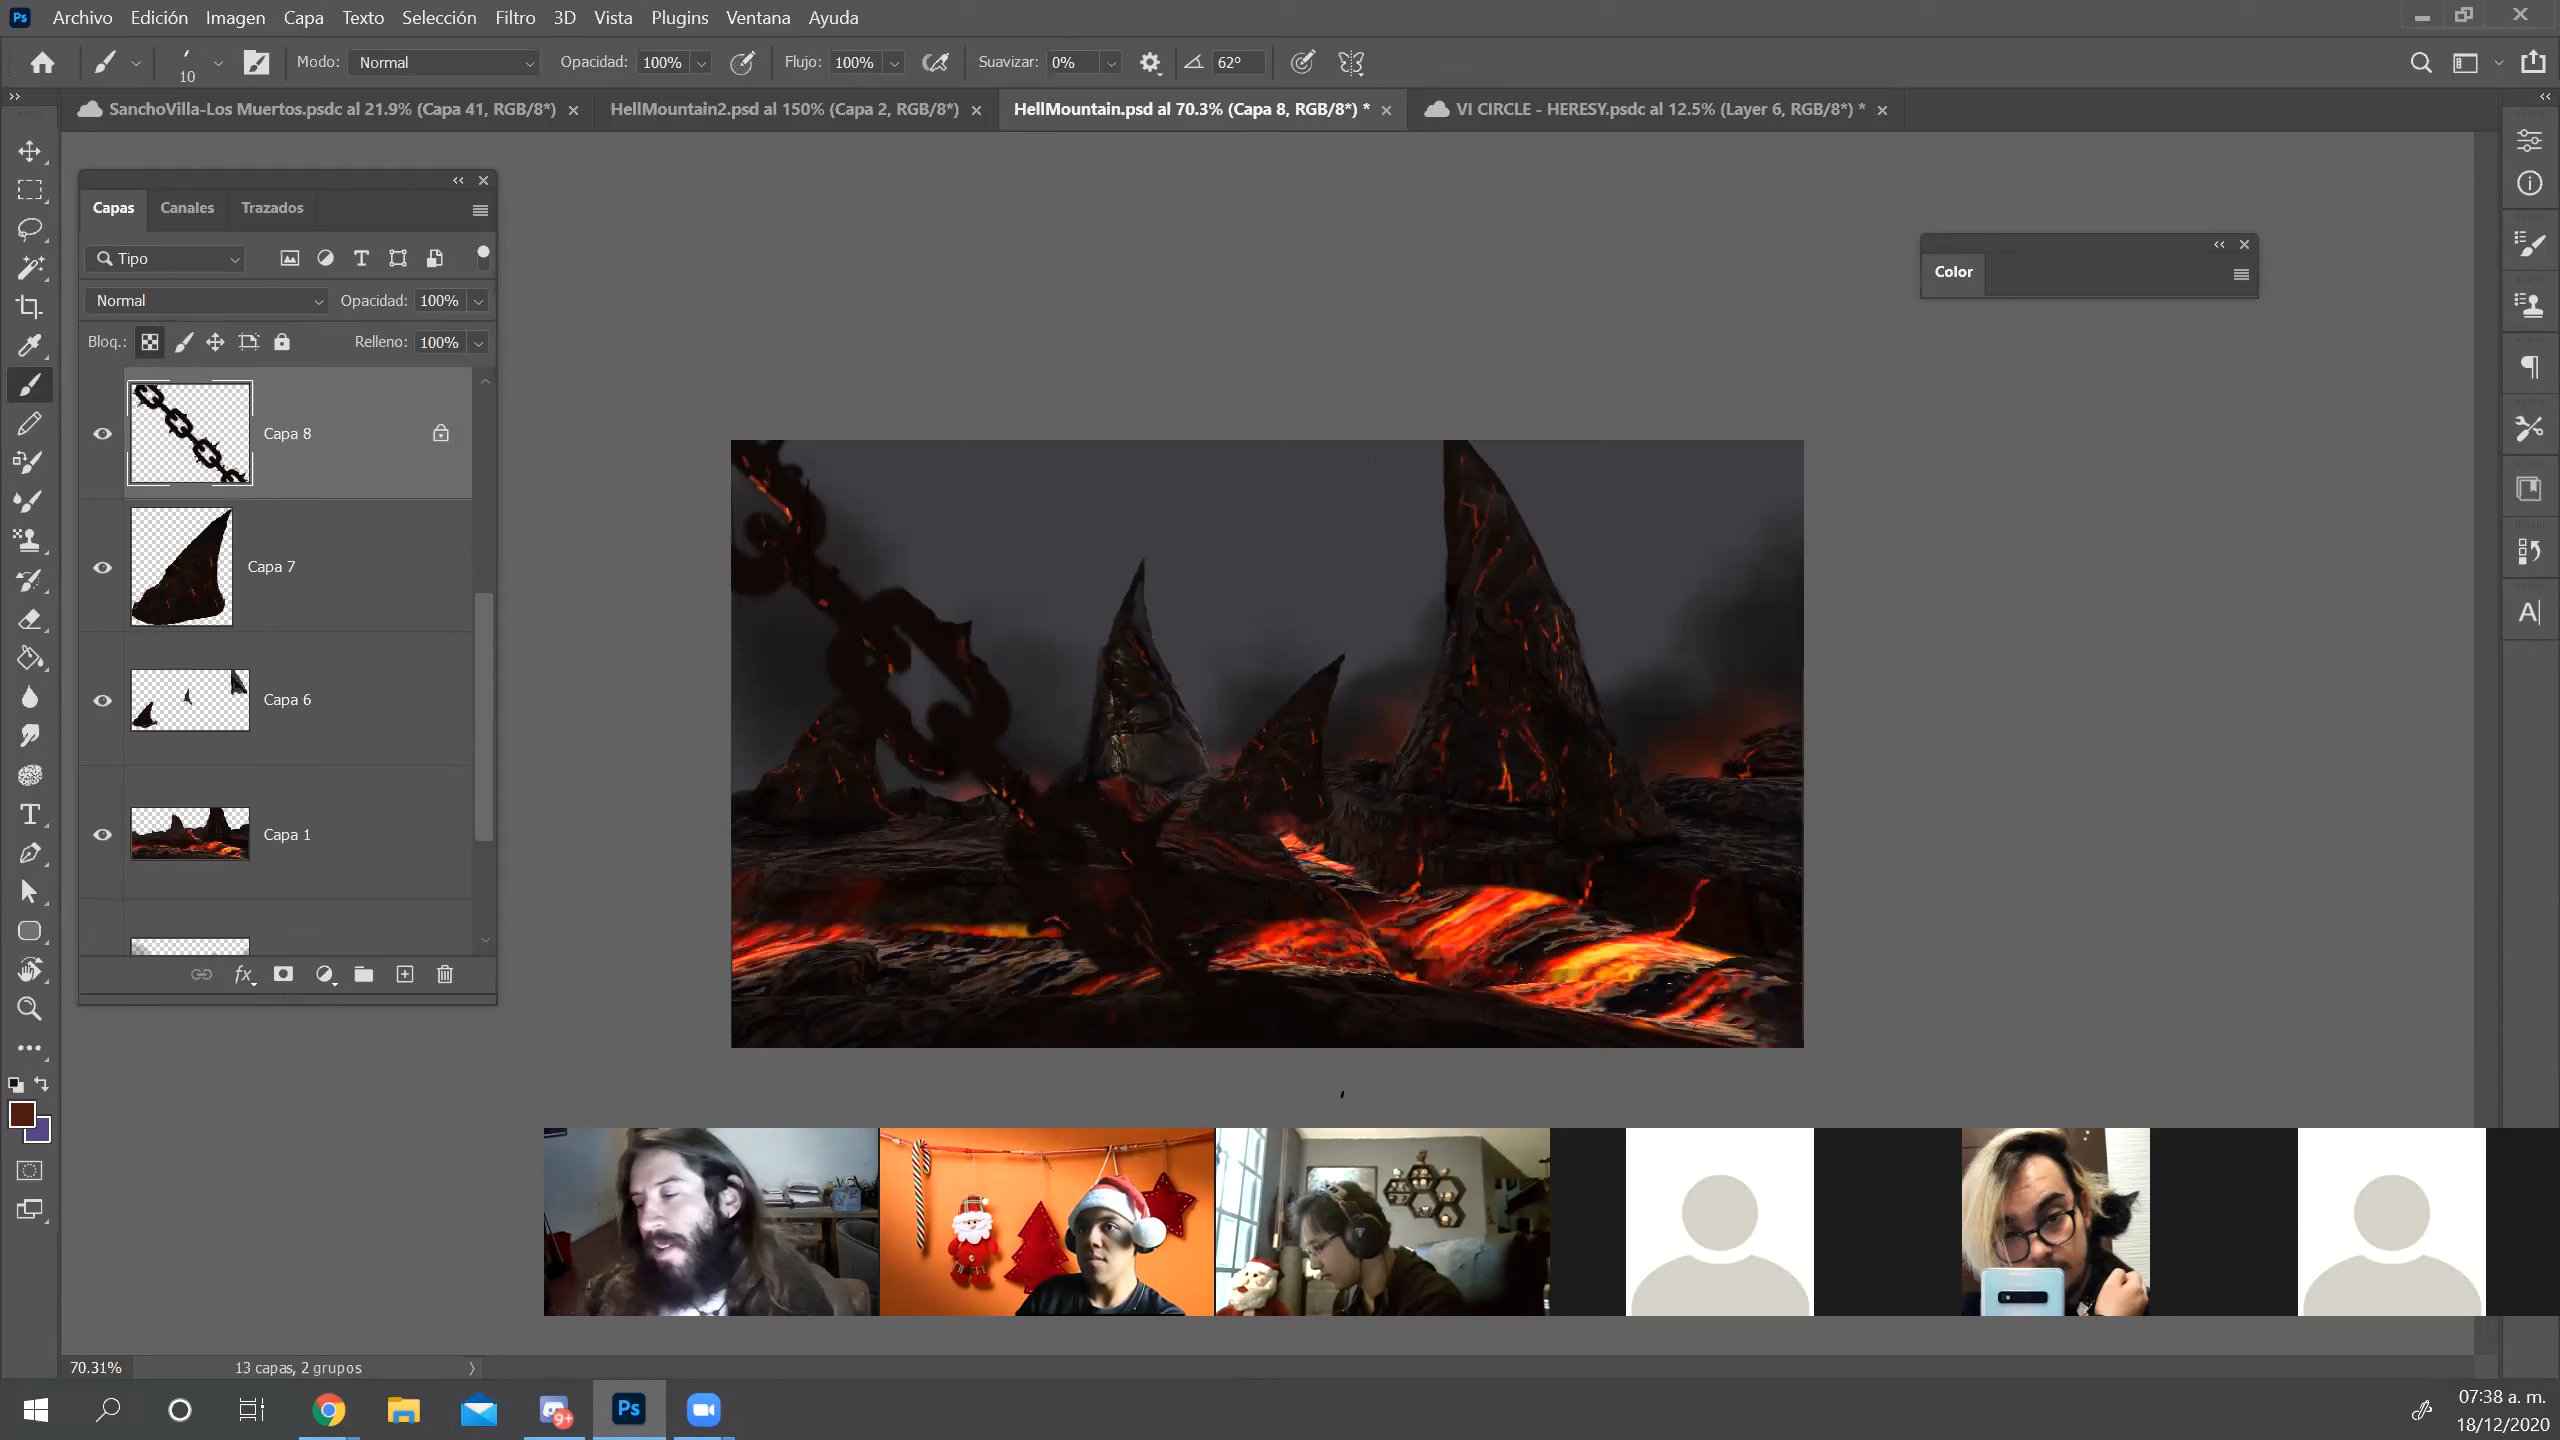 Ps Archivo Edición Imagen Capa Texto Selección Filtro 3D Vista Plugins Ventana Ayuda
10 Modo: Normal Opacidad: 100% Flujo: 100% Suavizar: 0% 62°
SanchoVilla-Los Muertos.psdc al 21.9% (Capa 41, RGB/8*) HellMountain2.psd al 150% (Capa 2, RGB/8*) HellMountain.psd al 70.3% (Capa 8, RGB/8*) * VI CIRCLE - HERESY.psdc al 12.5% (Layer 6, RGB/8*) *
Capas Canales Trazados
Tipo
Normal Opacidad: 100%
Bloq.: Relleno: 100%
Capa 8
Capa 7
Capa 6
Capa 1
fx
Color
70.31% 13 capas, 2 grupos
9+
Ps
07:38 a. m.
18/12/2020